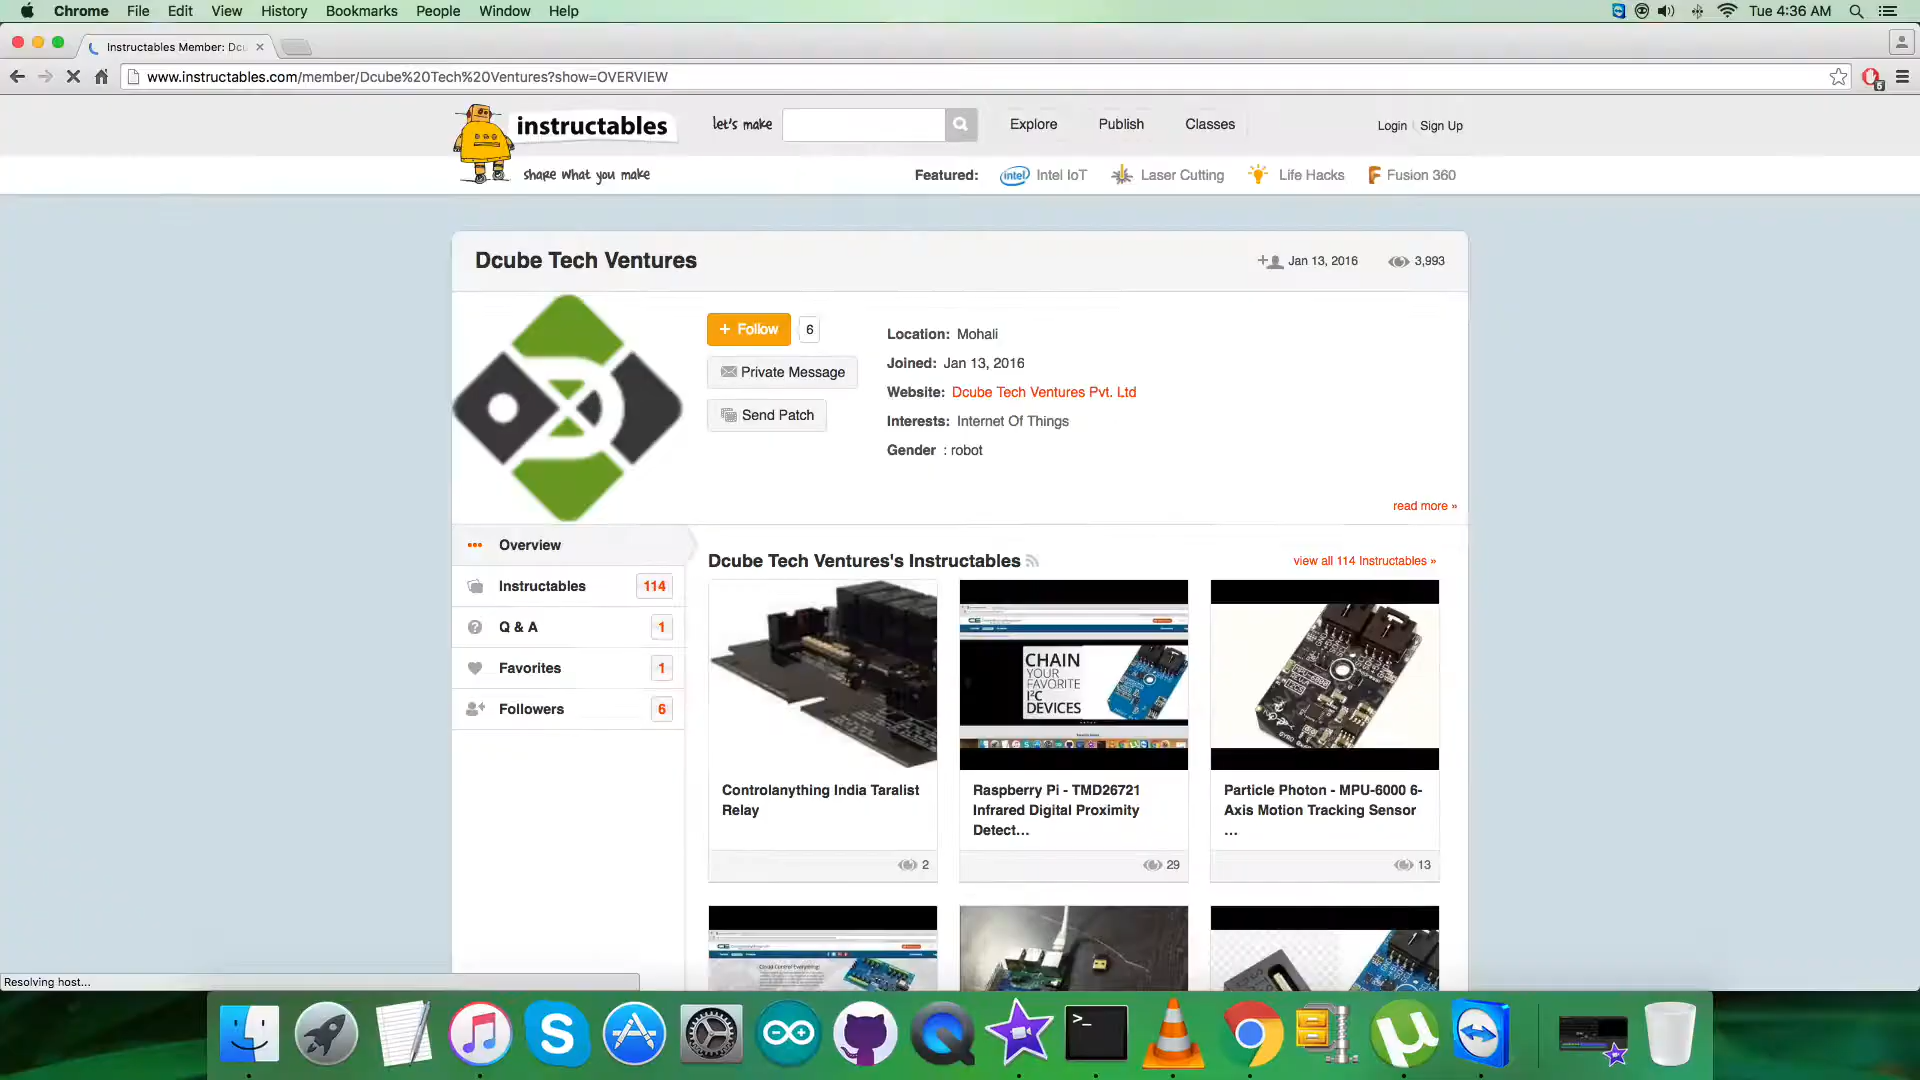 Chrome File Edit View History Bookmarks People Window Help
Tue 4:36 AM
Instructables Member: Dcu
www.instructables.com/member/Dcube%20Tech%20Ventures?show=OVERVIEW
5
instructables
let's make
Explore
Publish
Classes
Login
Sign Up
share what you make
Featured:
intel
Intel IoT
Laser Cutting
Life Hacks
Fusion 360
Dcube Tech Ventures
Jan 13, 2016
3,993
+ Follow 6
Private Message
Send Patch
Location: Mohali
Joined: Jan 13, 2016
Website: Dcube Tech Ventures Pvt. Ltd
Interests: Internet Of Things
Gender : robot
read more »
Overview
Instructables 114
Q & A 1
Favorites 1
Followers 6
Dcube Tech Ventures's Instructables
view all 114 Instructables »
CHAIN
YOUR
FAVORITE
I²C
DEVICES
Controlanything India Taralist
Relay
2
Raspberry Pi - TMD26721
Infrared Digital Proximity
Detect...
29
Particle Photon - MPU-6000 6-
Axis Motion Tracking Sensor
...
13
Cloud Control Everything!
Resolving host...